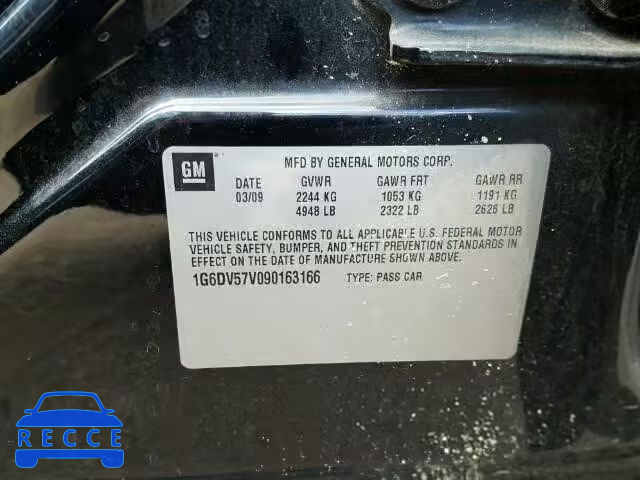 GM
MFD BY GENERAL MOTORS CORP.
DATE GVWR GAWR FRT GAWR RR
03/09 2244 KG 1053 KG 1191 KG
4948 LB 2322 LB 2626 LB
THIS VEHICLE CONFORMS TO ALL APPLICABLE U.S. FEDERAL MOTOR
VEHICLE SAFETY, BUMPER, AND THEFT PREVENTION STANDARDS IN
EFFECT ON THE DATE OF MANUFACTURE SHOWN ABOVE.
1G6DV57V090163166 TYPE: PASS CAR
RECCE